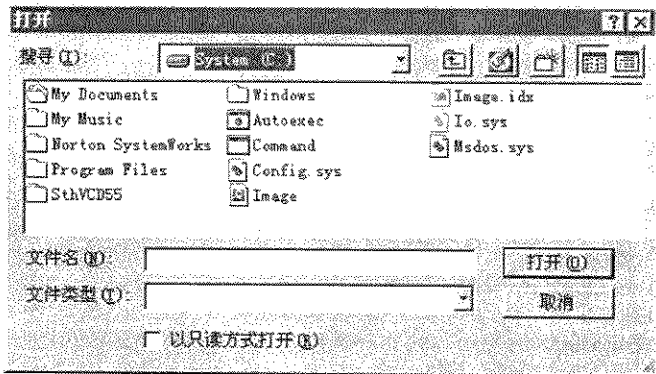 打开
搜寻(I): System (C:)
My Documents Windows Image.idx
My Music Autoexec Io.sys
Norton SystemWorks Command Msdos.sys
Program Files Config.sys
SthVCD55 Image
文件名(N): 打开(O)
文件类型(T): 取消
以只读方式打开(R)